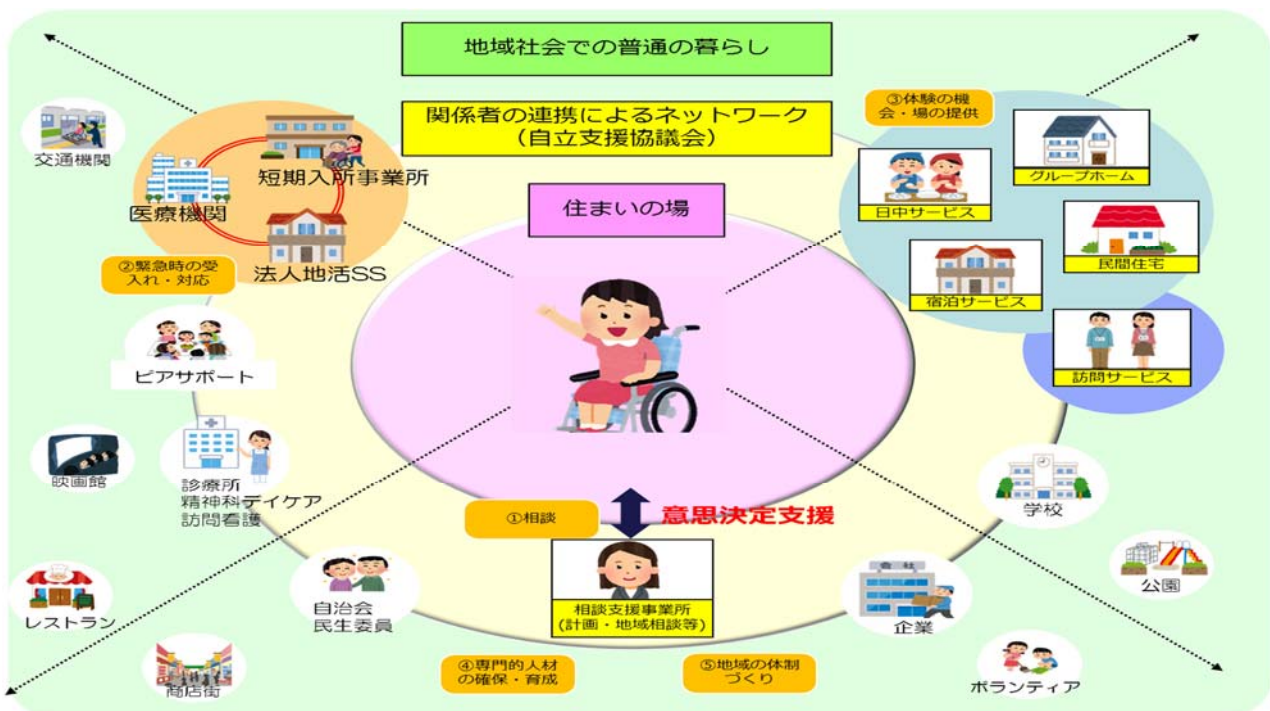 地域社会での普通の暮らし
関係者の連携によるネットワーク
（自立支援協議会）
③体験の機
会・場の提供
交通機関
短期入所事業所
医療機関
法人地活SS
②緊急時の受
入れ・対応
住まいの場
グループホーム
日中サービス
民間住宅
宿泊サービス
訪問サービス
ピアサポート
映画館
診療所
精神科デイケア
訪問看護
①相談
意思決定支援
学校
公園
レストラン
自治会
民生委員
相談支援事業所
(計画・地域相談等)
会社
企業
商店街
④専門的人材
の確保・育成
⑤地域の体制
づくり
ボランティア